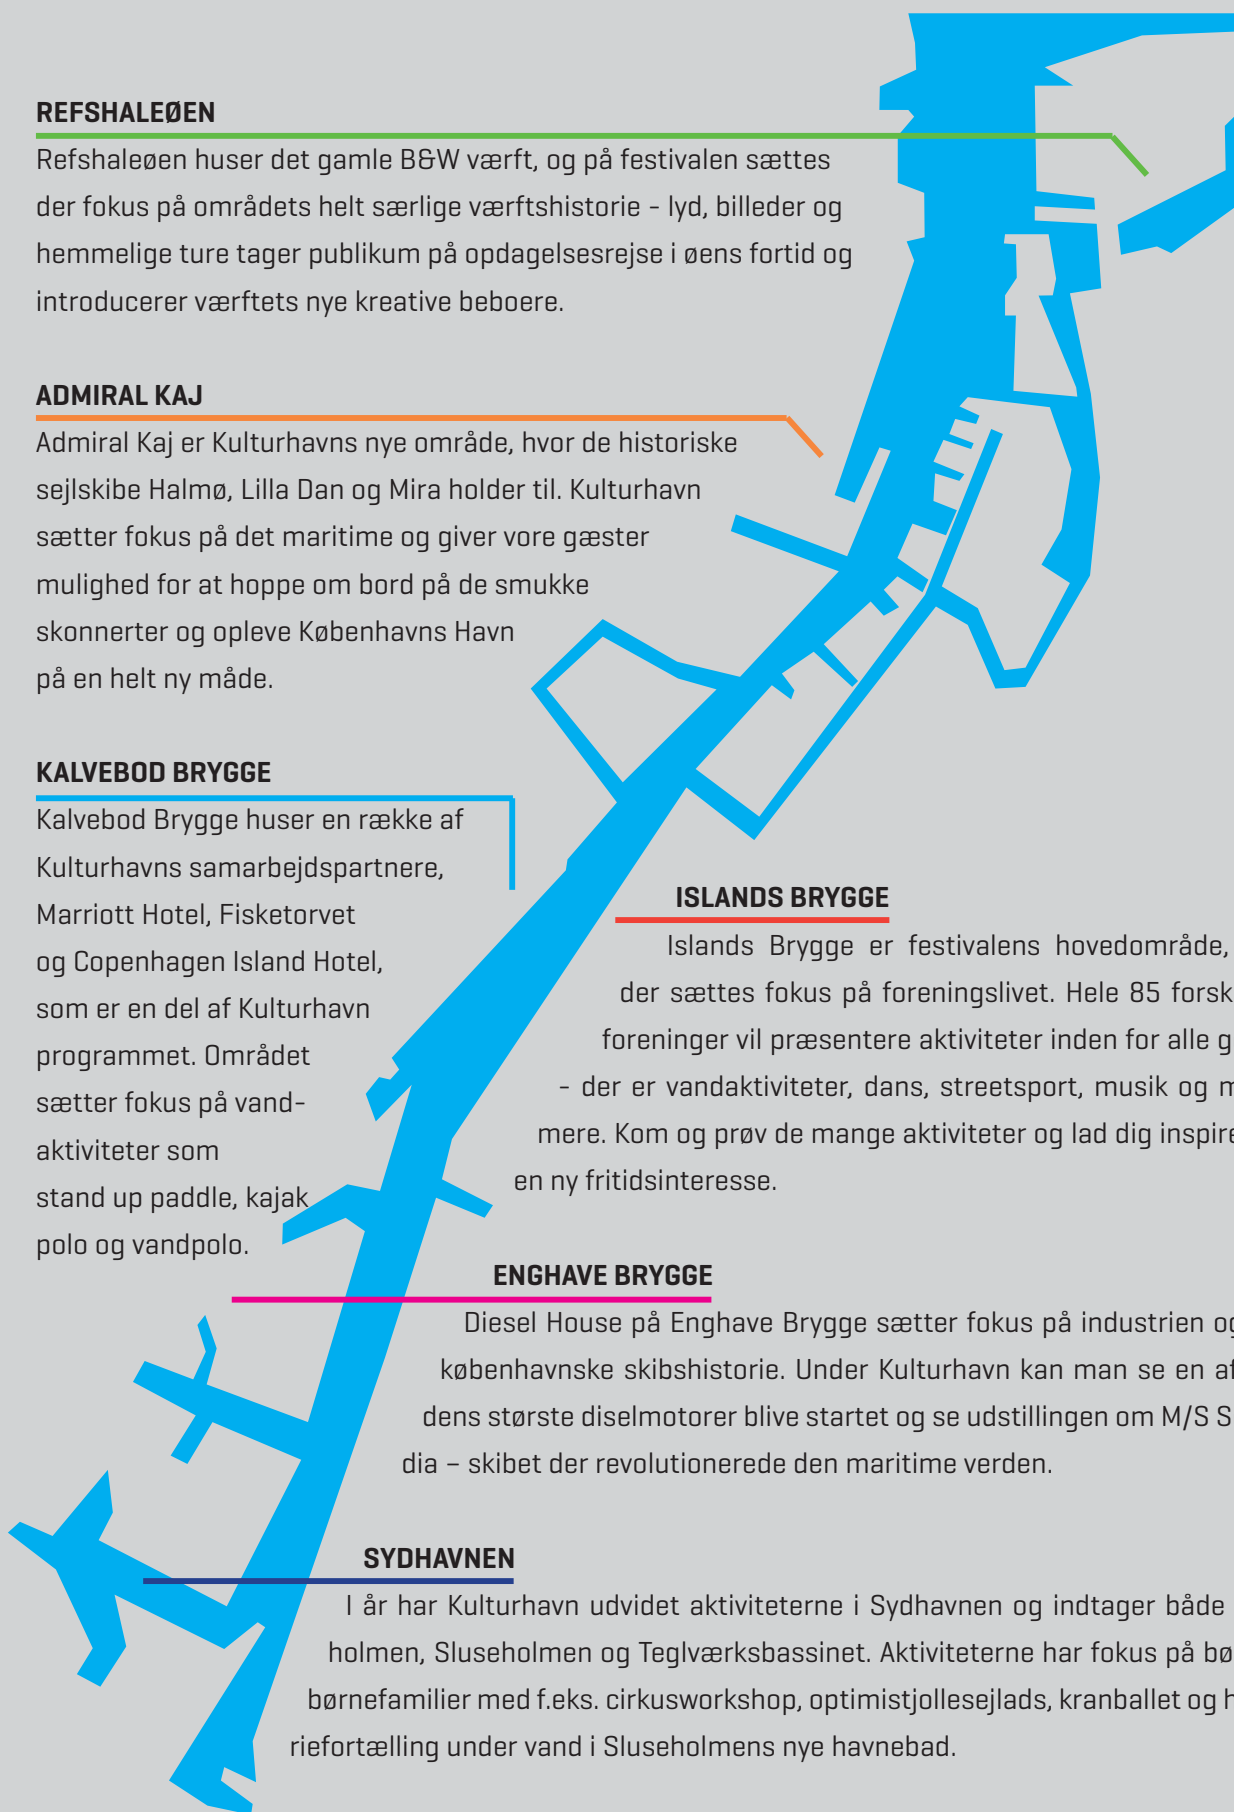 REFSHALEØEN
Refshaleøen huser det gamle B&W værft, og på festivalen sættes
der fokus på områdets helt særlige værftshistorie - lyd, billeder og
hemmelige ture tager publikum på opdagelsesrejse i øens fortid og
introducerer værftets nye kreative beboere.
ADMIRAL KAJ
Admiral Kaj er Kulturhavns nye område, hvor de historiske
sejlskibe Halmø, Lilla Dan og Mira holder til. Kulturhavn
sætter fokus på det maritime og giver vore gæster
mulighed for at hoppe om bord på de smukke
skonnerter og opleve Københavns Havn
på en helt ny måde.
KALVEBOD BRYGGE
Kalvebod Brygge huser en række af
Kulturhavns samarbejdspartnere,
Marriott Hotel, Fisketorvet
og Copenhagen Island Hotel,
som er en del af Kulturhavn
programmet. Området
sætter fokus på vand-
aktiviteter som
stand up paddle, kajak
polo og vandpolo.
ISLANDS BRYGGE
Islands Brygge er festivalens hovedområde,
der sættes fokus på foreningslivet. Hele 85 forsk
foreninger vil præsentere aktiviteter inden for alle g
- der er vandaktiviteter, dans, streetsport, musik og m
mere. Kom og prøv de mange aktiviteter og lad dig inspire
en ny fritidsinteresse.
ENGHAVE BRYGGE
Diesel House på Enghave Brygge sætter fokus på industrien og
københavnske skibshistorie. Under Kulturhavn kan man se en af
dens største diselmotorer blive startet og se udstillingen om M/S S
dia – skibet der revolutionerede den maritime verden.
SYDHAVNEN
I år har Kulturhavn udvidet aktiviteterne i Sydhavnen og indtager både
holmen, Sluseholmen og Teglværksbassinet. Aktiviteterne har fokus på bø
børnefamilier med f.eks. cirkusworkshop, optimistjollesejlads, kranballet og h
riefortælling under vand i Sluseholmens nye havnebad.